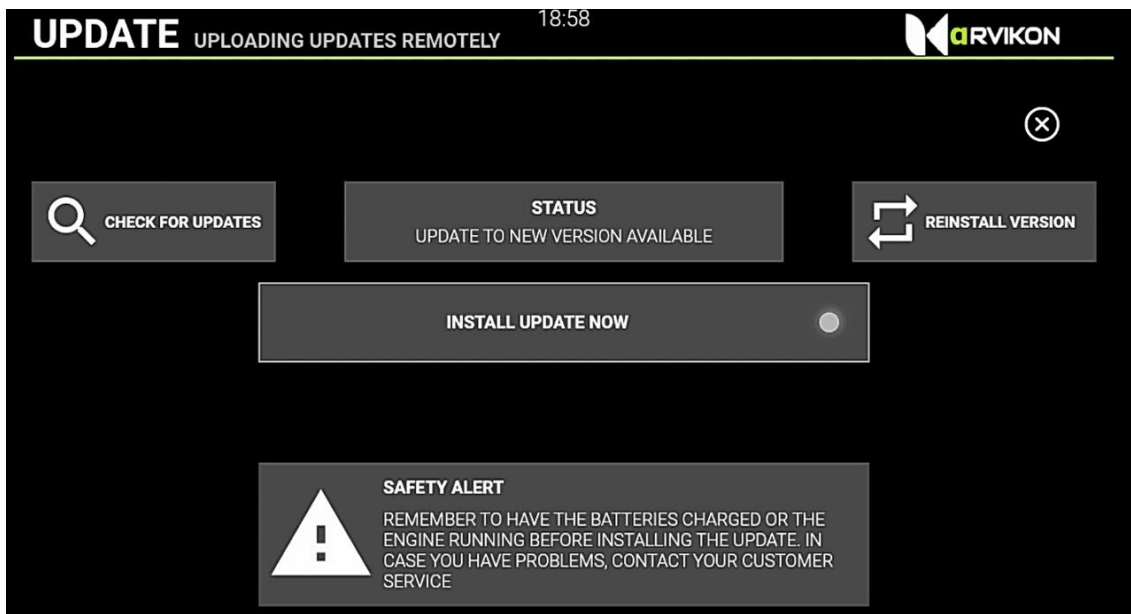 18:58
UPDATE UPLOADING UPDATES REMOTELY
aRVIKON
CHECK FOR UPDATES
STATUS
UPDATE TO NEW VERSION AVAILABLE
REINSTALL VERSION
INSTALL UPDATE NOW
SAFETY ALERT
REMEMBER TO HAVE THE BATTERIES CHARGED OR THE
ENGINE RUNNING BEFORE INSTALLING THE UPDATE. IN
CASE YOU HAVE PROBLEMS, CONTACT YOUR CUSTOMER
SERVICE